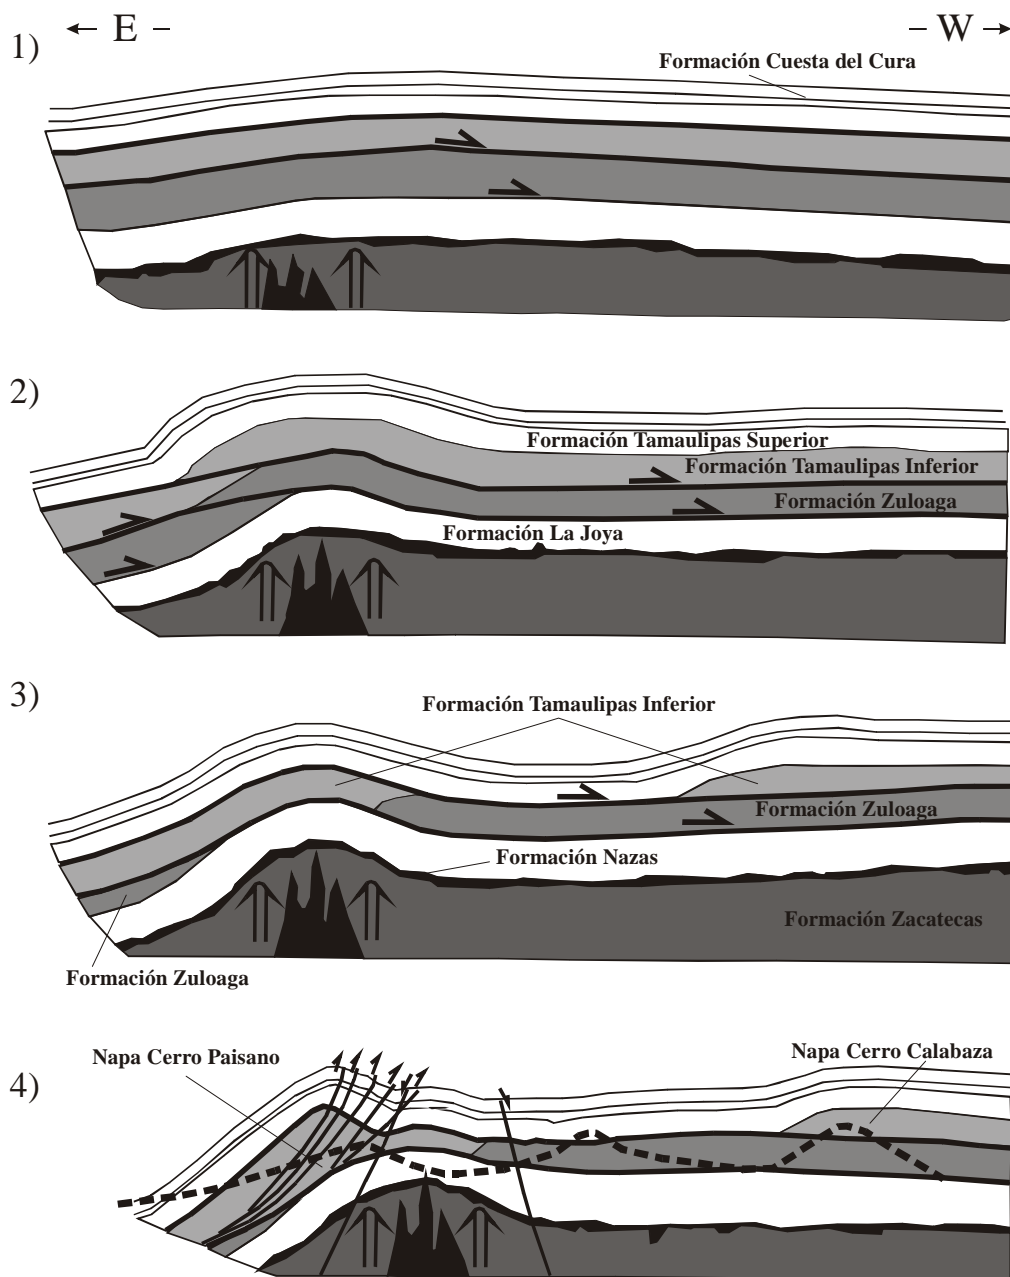 E
W
1)
Formación Cuesta del Cura
2)
Formación Tamaulipas Superior
Formación Tamaulipas Inferior
Formación Zuloaga
Formación La Joya
3)
Formación Tamaulipas Inferior
Formación Zuloaga
Formación Nazas
Formación Zacatecas
Formación Zuloaga
Napa Cerro Paisano
Napa Cerro Calabaza
4)